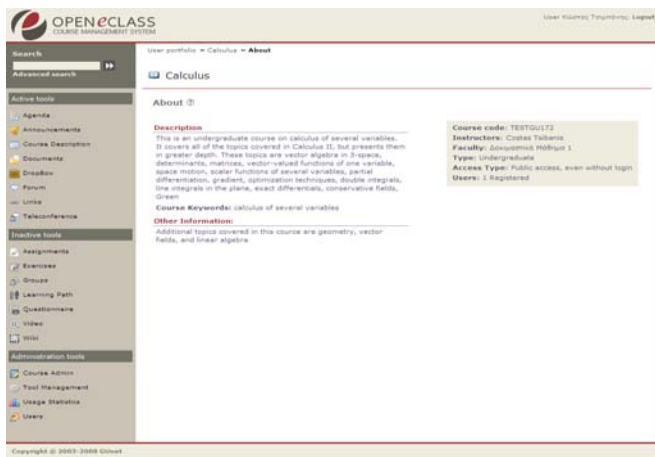 OPEN eCLASS
COURSE MANAGEMENT SYSTEM
User Κώστας Τσιμπάνης: Logout
Search
Advanced search
User portfolio Calculus About
Calculus
Active tools
Agenda
Announcements
Course Description
Documents
DropBox
Forum
Links
Teleconference
Inactive tools
Assignments
Exercises
Groups
Learning Path
Questionnaire
Video
Wiki
Administration tools
Course Admin
Tool Management
Usage Statistics
Users
About
Description
This is an undergraduate course on calculus of several variables.
It covers all of the topics covered in Calculus II, but presents them
in greater depth. These topics are vector algebra in 3-space,
determinants, matrices, vector-valued functions of one variable,
space motion, scalar functions of several variables, partial
differentiation, gradient, optimization techniques, double integrals,
line integrals in the plane, exact differentials, conservative fields,
Green
Course Keywords: calculus of several variables
Other Information:
Additional topics covered in this course are geometry, vector
fields, and linear algebra
Course code: TESTGU172
Instructors: Costas Tsibanis
Faculty: Δοκιμαστικό Μάθημα 1
Type: Undergraduate
Access Type: Public access, even without login
Users: 1 Registered
Copyright © 2003-2008 GUnet